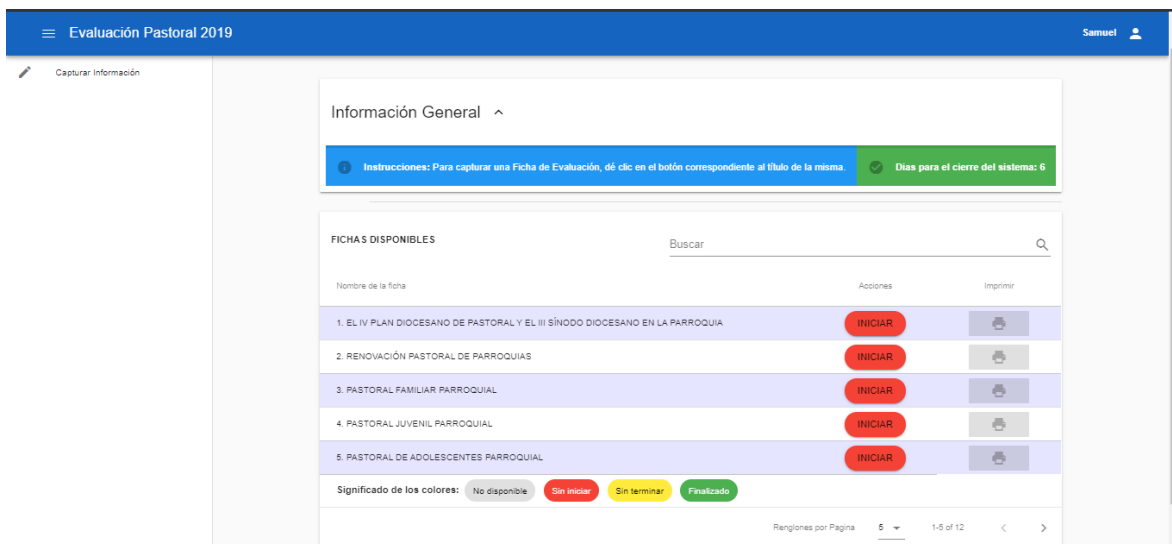 Evaluación Pastoral 2019
Samuel
Capturar Información
Información General
Instrucciones: Para capturar una Ficha de Evaluación, dé clic en el botón correspondiente al título de la misma.
Dias para el cierre del sistema: 6
FICHAS DISPONIBLES
Buscar
Nombre de la ficha Acciones Imprimir
1. EL IV PLAN DIOCESANO DE PASTORAL Y EL III SÍNODO DIOCESANO EN LA PARROQUIA INICIAR
2. RENOVACIÓN PASTORAL DE PARROQUIAS INICIAR
3. PASTORAL FAMILIAR PARROQUIAL INICIAR
4. PASTORAL JUVENIL PARROQUIAL INICIAR
5. PASTORAL DE ADOLESCENTES PARROQUIAL INICIAR
Significado de los colores: No disponible Sin iniciar Sin terminar Finalizado
Renglones por Pagina 5 1-5 of 12